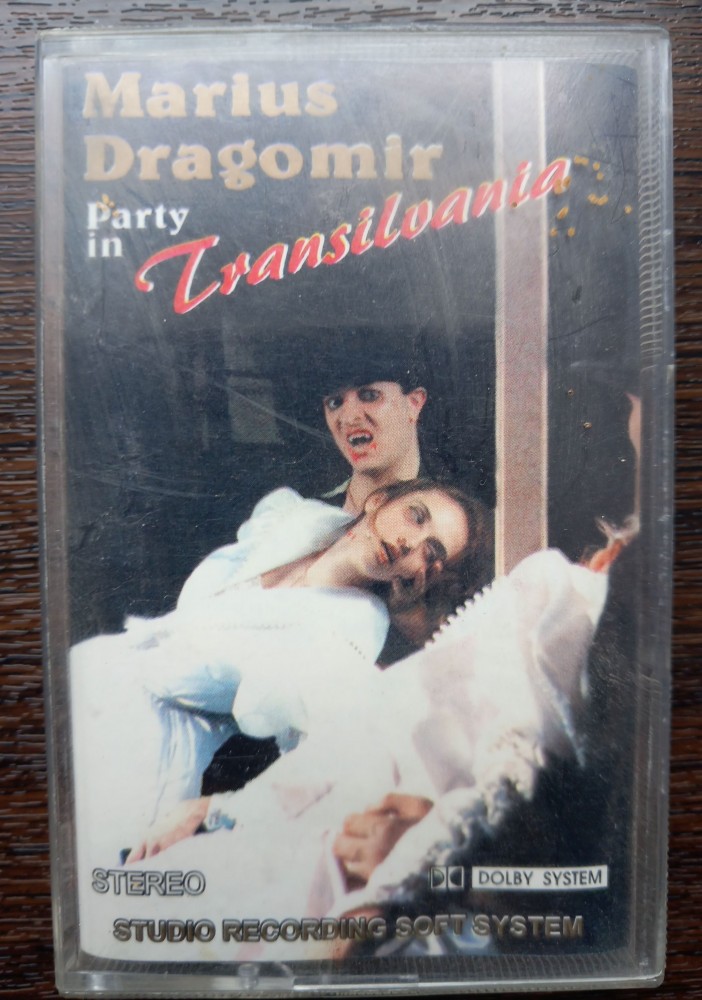 Marius
Dragomir
Party
in
Transilvania
STEREO
DOLBY SYSTEM
STUDIO RECORDING SOFT SYSTEM